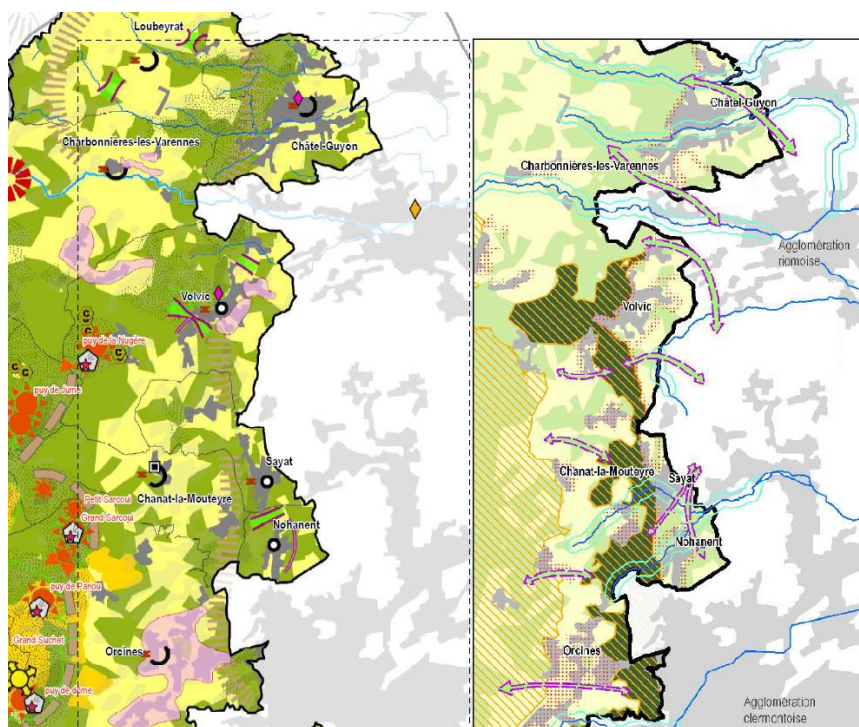 Loubeyrat
Charbonnières-les-Varennes
Châtel-Guyon
Volvic
puy de la Nugère
puy de Jume
Sayat
Chanat-la-Mouteyre
Petit Sarcoui
Grand Sarcoui
Nohanent
puy de Pariou
Grand Suchet
Orcines
puy de dôme
C
C
C
C
C
Châtel-Guyon
Charbonnières-les-Varennes
Agglomération
riomoise
Volvic
Chanat-la-Mouteyre
Sayat
Nohanent
Orcines
Agglomération
clermontoise